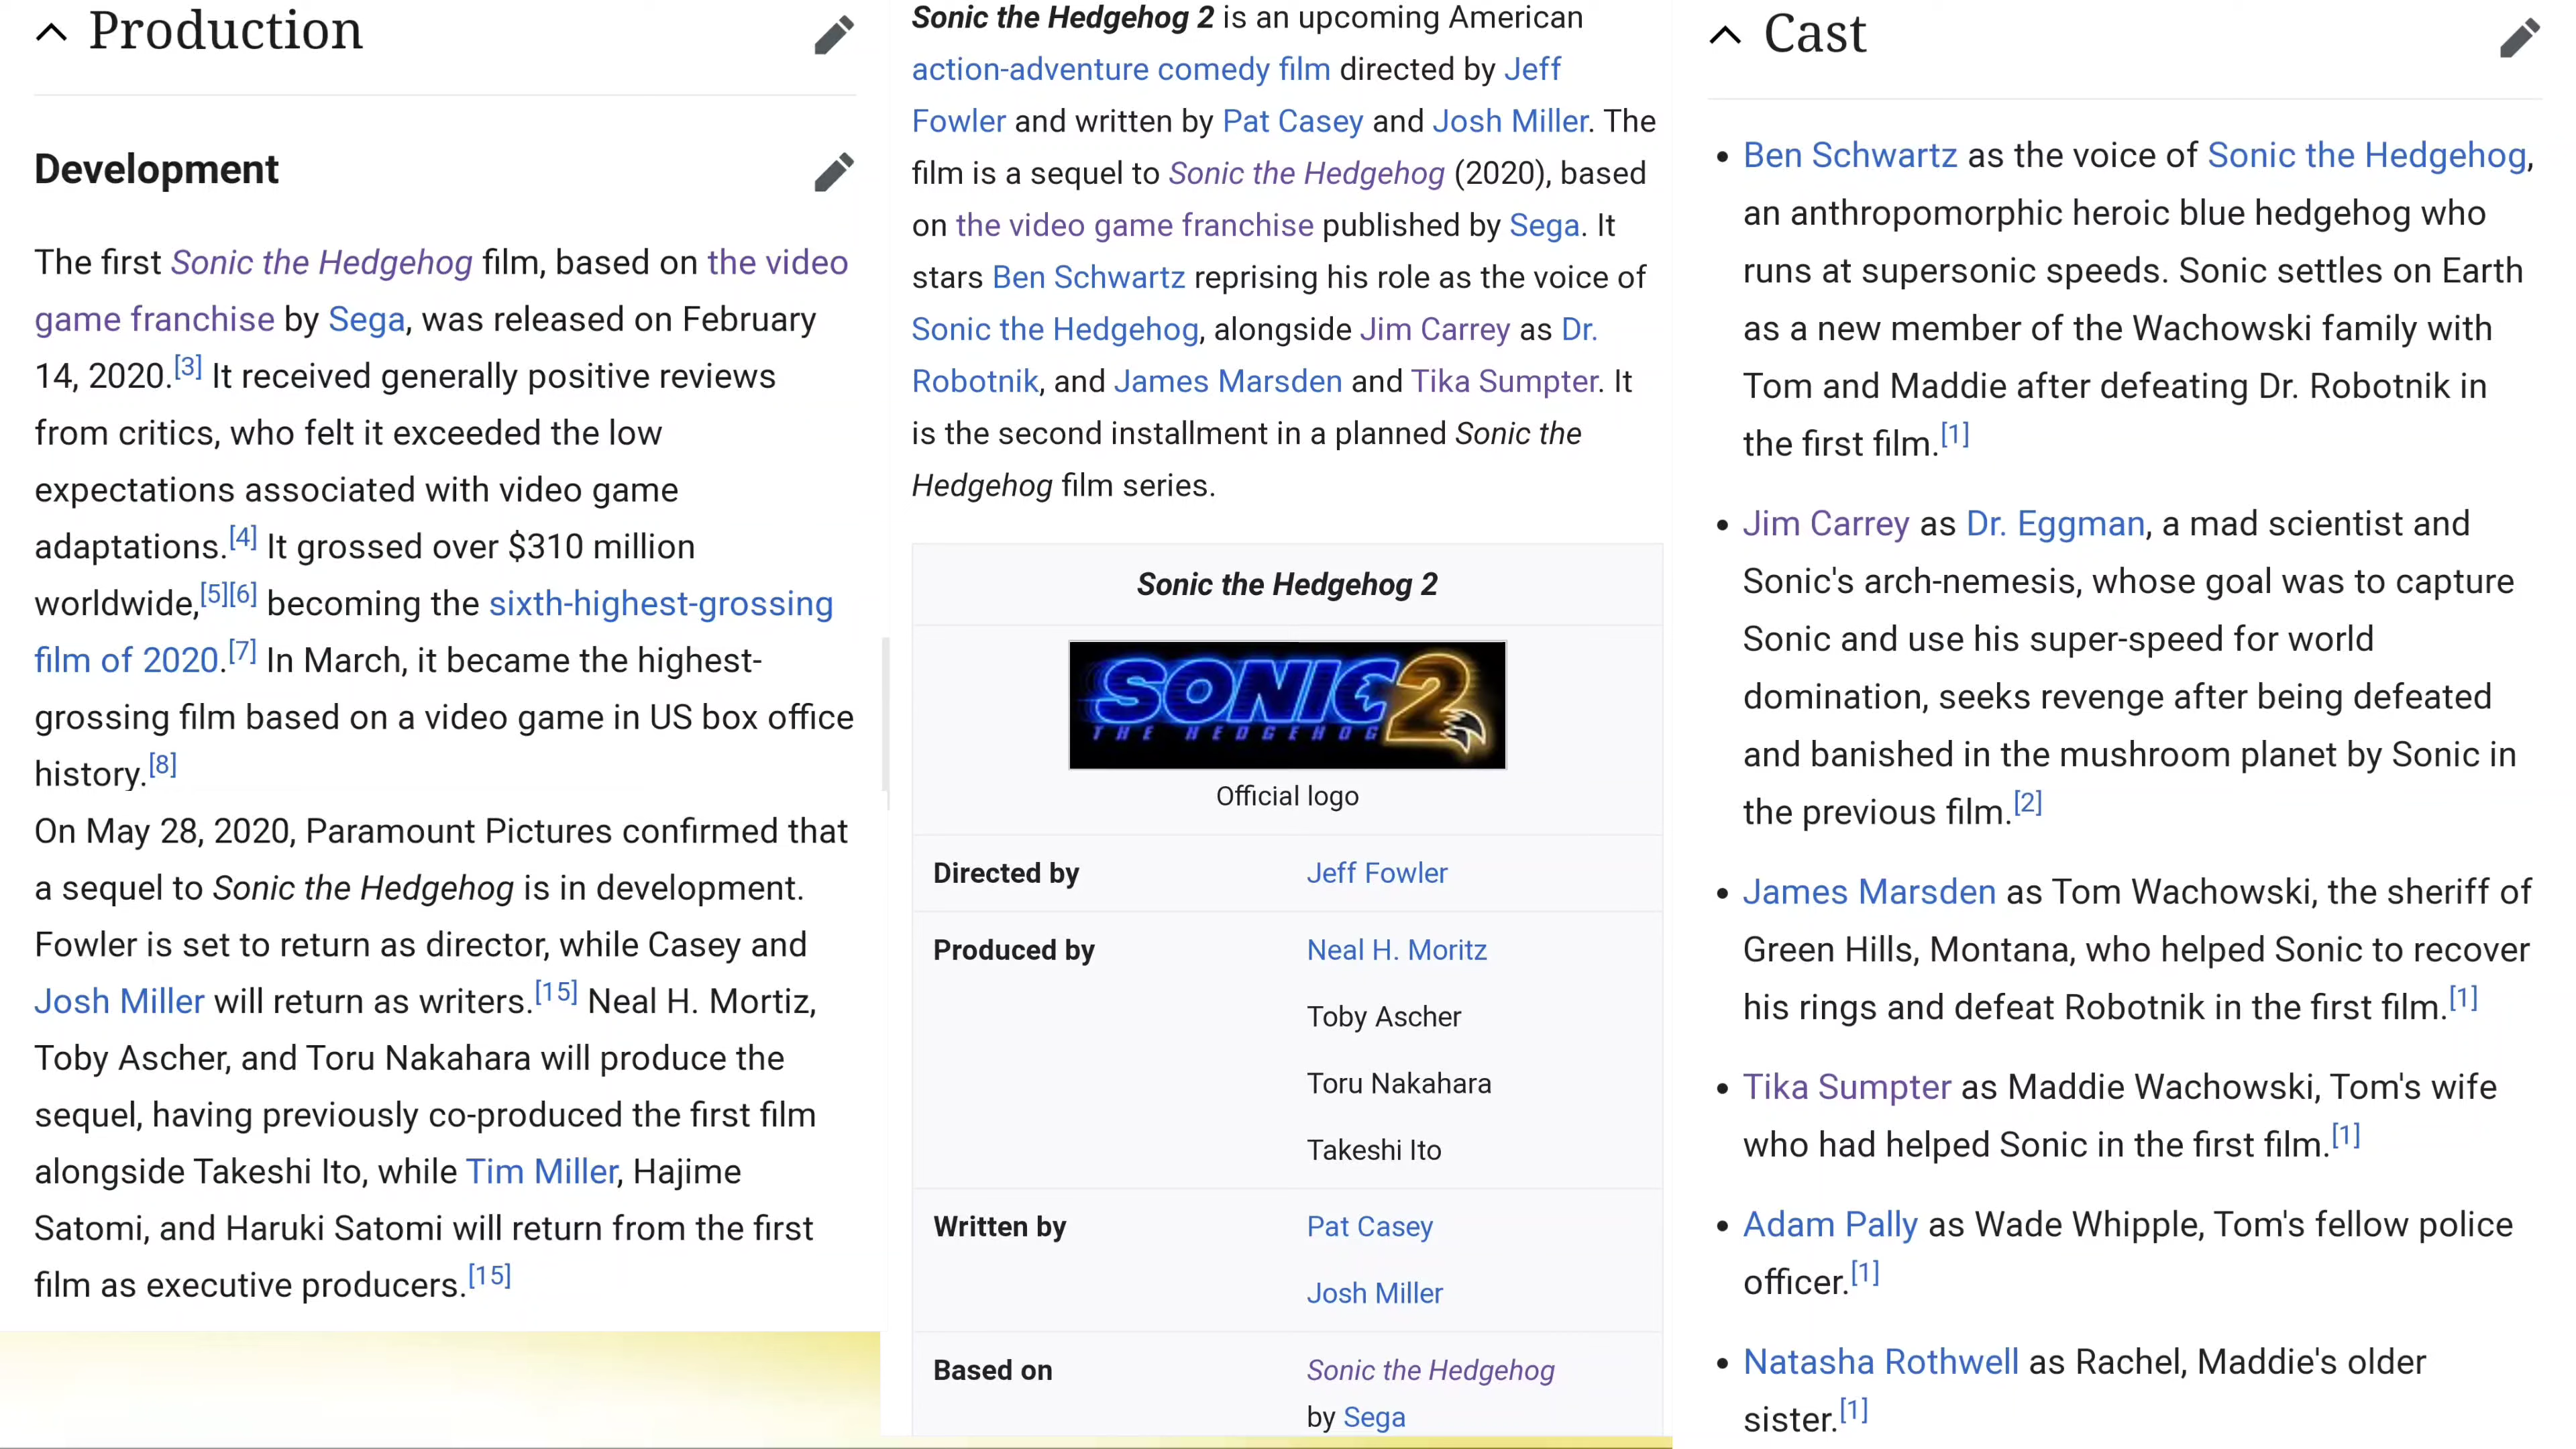 Production
Development
The first Sonic the Hedgehog film, based on the video
game franchise by Sega, was released on February
14, 2020.[3] It received generally positive reviews
from critics, who felt it exceeded the low
expectations associated with video game
adaptations.[4] It grossed over $310 million
worldwide,[5][6] becoming the sixth-highest-grossing
film of 2020.[7] In March, it became the highest-
grossing film based on a video game in US box office
history.[8]
On May 28, 2020, Paramount Pictures confirmed that
a sequel to Sonic the Hedgehog is in development.
Fowler is set to return as director, while Casey and
Josh Miller will return as writers.[15] Neal H. Mortiz,
Toby Ascher, and Toru Nakahara will produce the
sequel, having previously co-produced the first film
alongside Takeshi Ito, while Tim Miller, Hajime
Satomi, and Haruki Satomi will return from the first
film as executive producers.[15]
Sonic the Hedgehog 2 is an upcoming American
action-adventure comedy film directed by Jeff
Fowler and written by Pat Casey and Josh Miller. The
film is a sequel to Sonic the Hedgehog (2020), based
on the video game franchise published by Sega. It
stars Ben Schwartz reprising his role as the voice of
Sonic the Hedgehog, alongside Jim Carrey as Dr.
Robotnik, and James Marsden and Tika Sumpter. It
is the second installment in a planned Sonic the
Hedgehog film series.
Sonic the Hedgehog 2
SONIC 2
THE HEDGEHOG
Official logo
Directed by Jeff Fowler
Produced by Neal H. Moritz
Toby Ascher
Toru Nakahara
Takeshi Ito
Written by Pat Casey
Josh Miller
Based on Sonic the Hedgehog
by Sega
Cast
• Ben Schwartz as the voice of Sonic the Hedgehog,
an anthropomorphic heroic blue hedgehog who
runs at supersonic speeds. Sonic settles on Earth
as a new member of the Wachowski family with
Tom and Maddie after defeating Dr. Robotnik in
the first film.[1]
• Jim Carrey as Dr. Eggman, a mad scientist and
Sonic's arch-nemesis, whose goal was to capture
Sonic and use his super-speed for world
domination, seeks revenge after being defeated
and banished in the mushroom planet by Sonic in
the previous film.[2]
• James Marsden as Tom Wachowski, the sheriff of
Green Hills, Montana, who helped Sonic to recover
his rings and defeat Robotnik in the first film.[1]
• Tika Sumpter as Maddie Wachowski, Tom's wife
who had helped Sonic in the first film.[1]
• Adam Pally as Wade Whipple, Tom's fellow police
officer.[1]
• Natasha Rothwell as Rachel, Maddie's older
sister.[1]